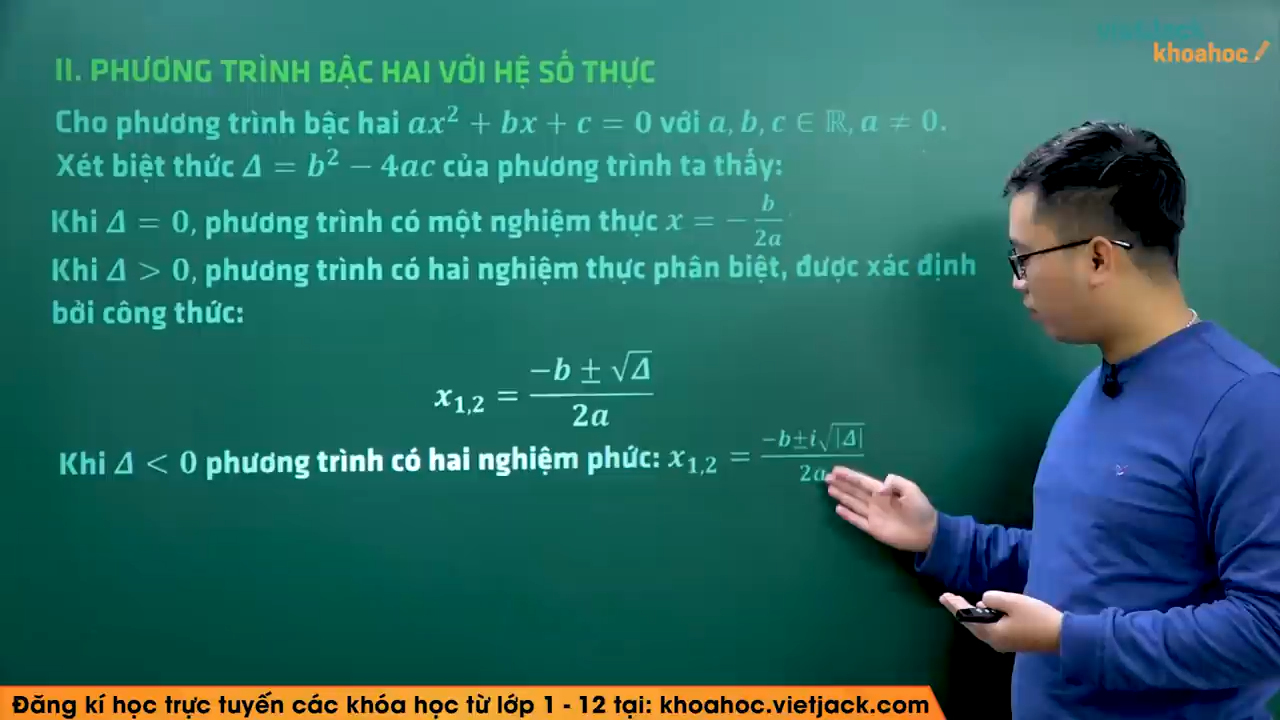 vietjack
khoahoc
II. PHƯƠNG TRÌNH BẬC HAI VỚI HỆ SỐ THỰC
Cho phương trình bậc hai ax² + bx + c = 0 với a, b, c ∈ ℝ, a ≠ 0.
Xét biệt thức Δ = b² − 4ac của phương trình ta thấy:
Khi Δ = 0, phương trình có một nghiệm thực x = −b/2a
Khi Δ > 0, phương trình có hai nghiệm thực phân biệt, được xác định
bởi công thức:
x₁,₂ = (−b ± √Δ)/2a
Khi Δ < 0 phương trình có hai nghiệm phức: x₁,₂ = (−b±i√|Δ|)/2a
Đăng kí học trực tuyến các khóa học từ lớp 1 - 12 tại: khoahoc.vietjack.com